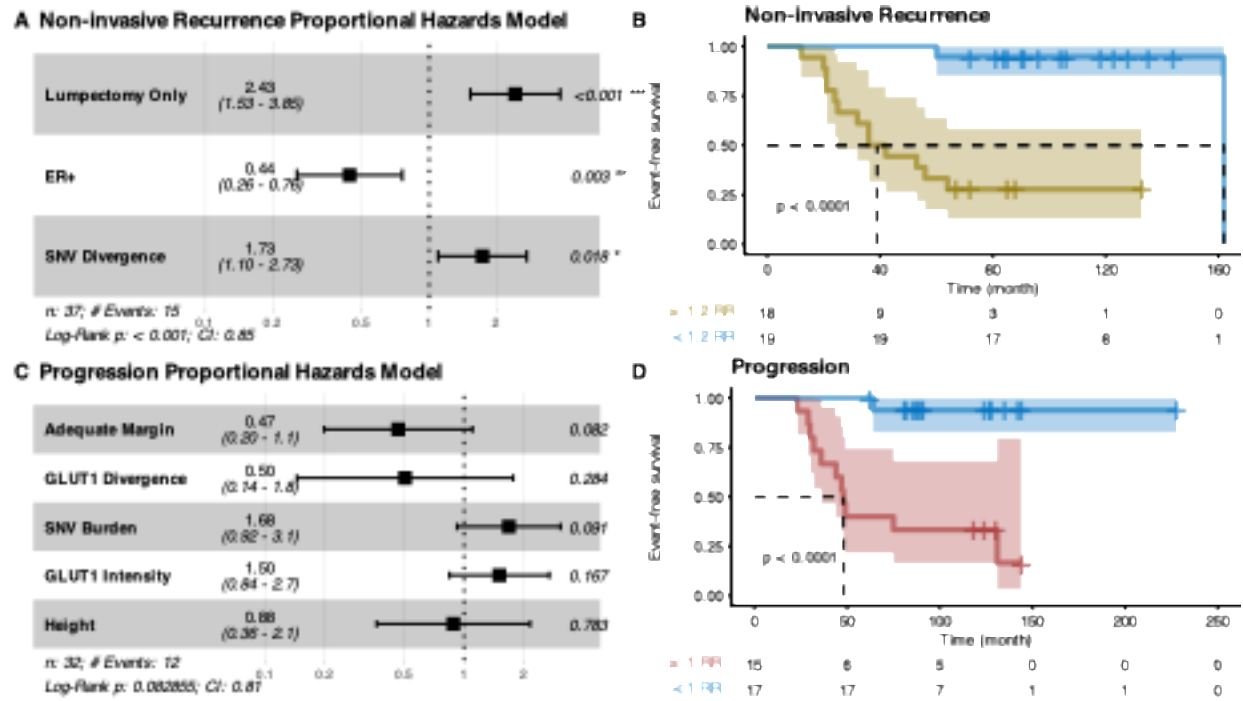 A Non-invasive Recurrence Proportional Hazards Model
Lumpectomy Only
2.43
(1.53 - 3.85)
<0.001 ***
ER+
0.44
(0.26 - 0.76)
0.003 **
SNV Divergence
1.73
(1.10 - 2.73)
0.018 *
n: 37; # Events: 15
0.1 0.2 0.5 1 2
Log-Rank p: < 0.001; CI: 0.85
B Non-invasive Recurrence
Event-free survival
1.00
0.75
0.50
0.25
0.00
p < 0.0001
0 40 80 120 160
Time (month)
1.2 RR 18 9 3 1 0
< 1.2 RR 19 19 17 6 1
C Progression Proportional Hazards Model
Adequate Margin
0.47
(0.20 - 1.1)
0.082
GLUT1 Divergence
0.50
(0.14 - 1.8)
0.284
SNV Burden
1.68
(0.92 - 3.1)
0.091
GLUT1 Intensity
1.50
(0.84 - 2.7)
0.167
Height
0.88
(0.36 - 2.1)
0.783
n: 32; # Events: 12
0.1 0.2 0.5 1 2
Log-Rank p: 0.082855; CI: 0.81
D Progression
Event-free survival
1.00
0.75
0.50
0.25
0.00
p < 0.0001
0 50 100 150 200 250
Time (month)
1 RR 15 6 5 0 0 0
< 1 RR 17 17 7 1 1 0